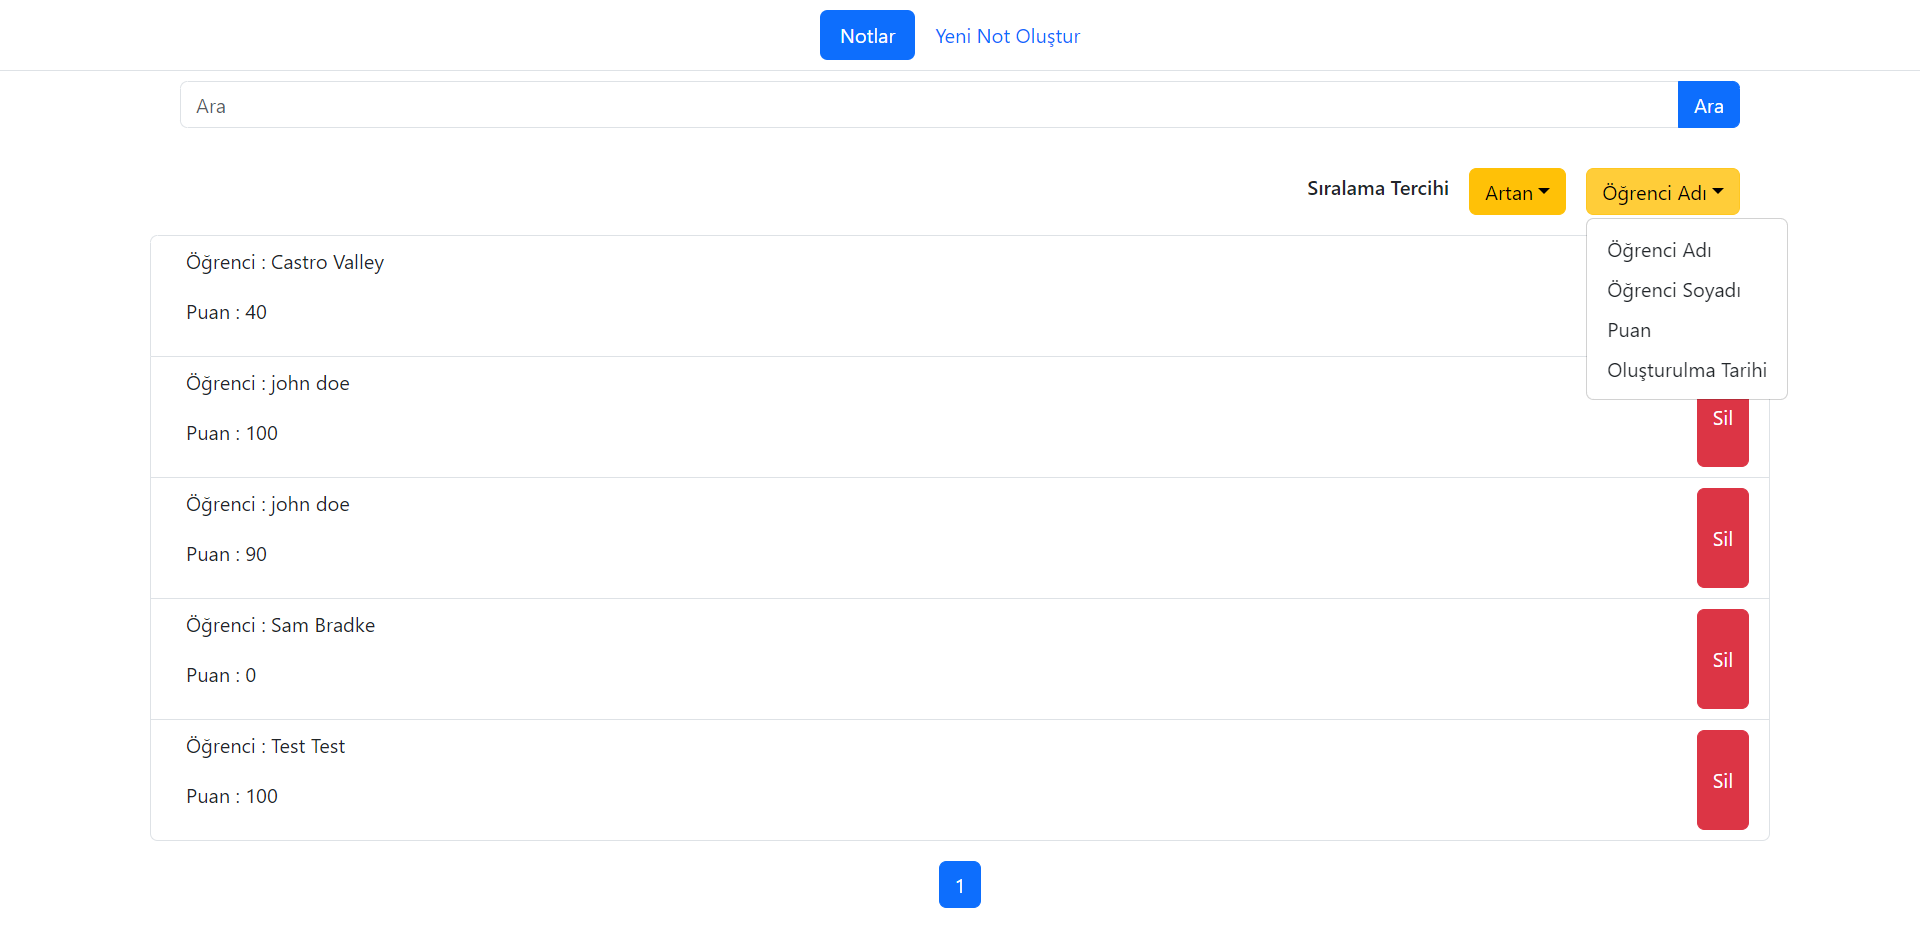 Notlar Yeni Not Oluştur
Ara Ara
Sıralama Tercihi Artan Öğrenci Adı
Öğrenci Adı
Öğrenci Soyadı
Puan
Oluşturulma Tarihi
Öğrenci : Castro Valley
Puan : 40
Öğrenci : john doe
Puan : 100
Sil
Öğrenci : john doe
Puan : 90
Sil
Öğrenci : Sam Bradke
Puan : 0
Sil
Öğrenci : Test Test
Puan : 100
Sil
1